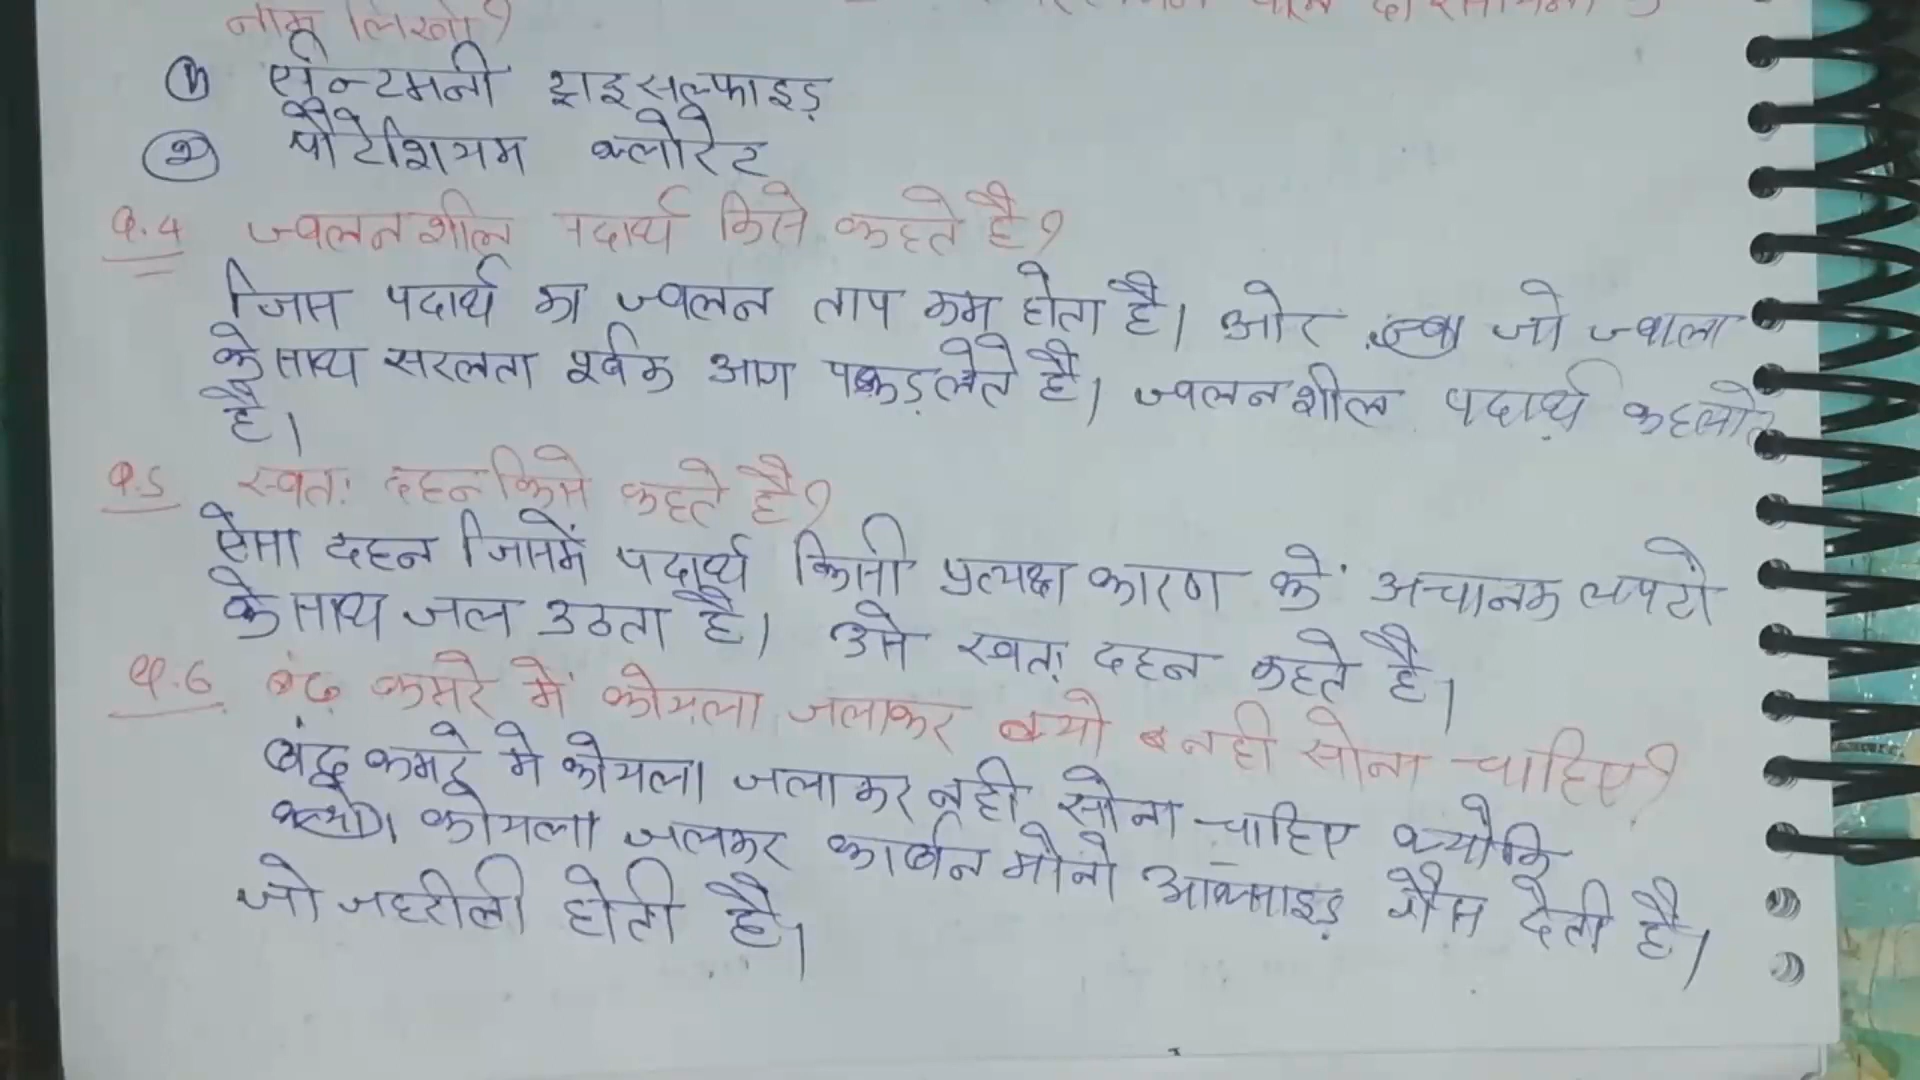 नाम लिखो?
① एन्टिमनी ट्राइसल्फाइड़
② पौटेशियम क्लोरेट
Q.4 ज्वलनशील पदार्थ किसे कहते है?
जिस पदार्थ का ज्वलन ताप कम होता है। ओर जो ज्वाला
के साथ सरलता पूर्वक आग पकड़लेते है। ज्वलनशील पदार्थ कहलाते
है।
Q.5 स्वतः दहन किसे कहते है?
ऐसा दहन जिसमें पदार्थ किसी प्रत्यक्ष कारण के अचानक लपटो
के साथ जल उठता है। उसे स्वतः दहन कहते है।
Q.6 बंद कमरे में कोयला जलाकर क्यो नही सोना चाहिए?
बंद कमरे मे कोयला जलाकर नही सोना चाहिए क्योकि
कोयला जलकर कार्बन मोनो आक्साइड़ गैस देती है।
जो जहरीली होती है।